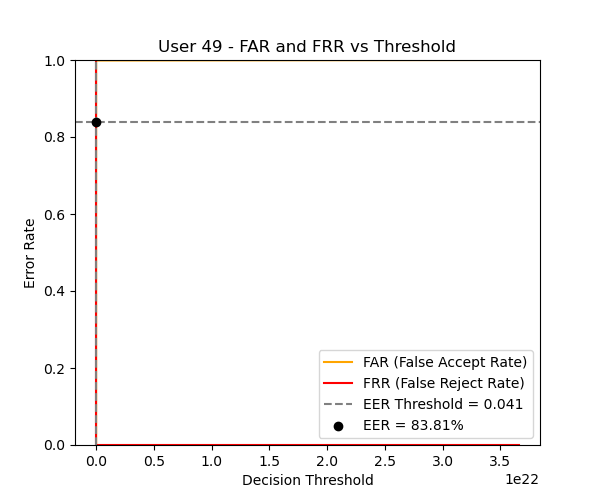 User 49 - FAR and FRR vs Threshold
1.0
0.8
0.6
0.4
0.2
0.0
Error Rate
FAR (False Accept Rate)
FRR (False Reject Rate)
EER Threshold = 0.041
EER = 83.81%
0.0 0.5 1.0 1.5 2.0 2.5 3.0 3.5
1e22
Decision Threshold